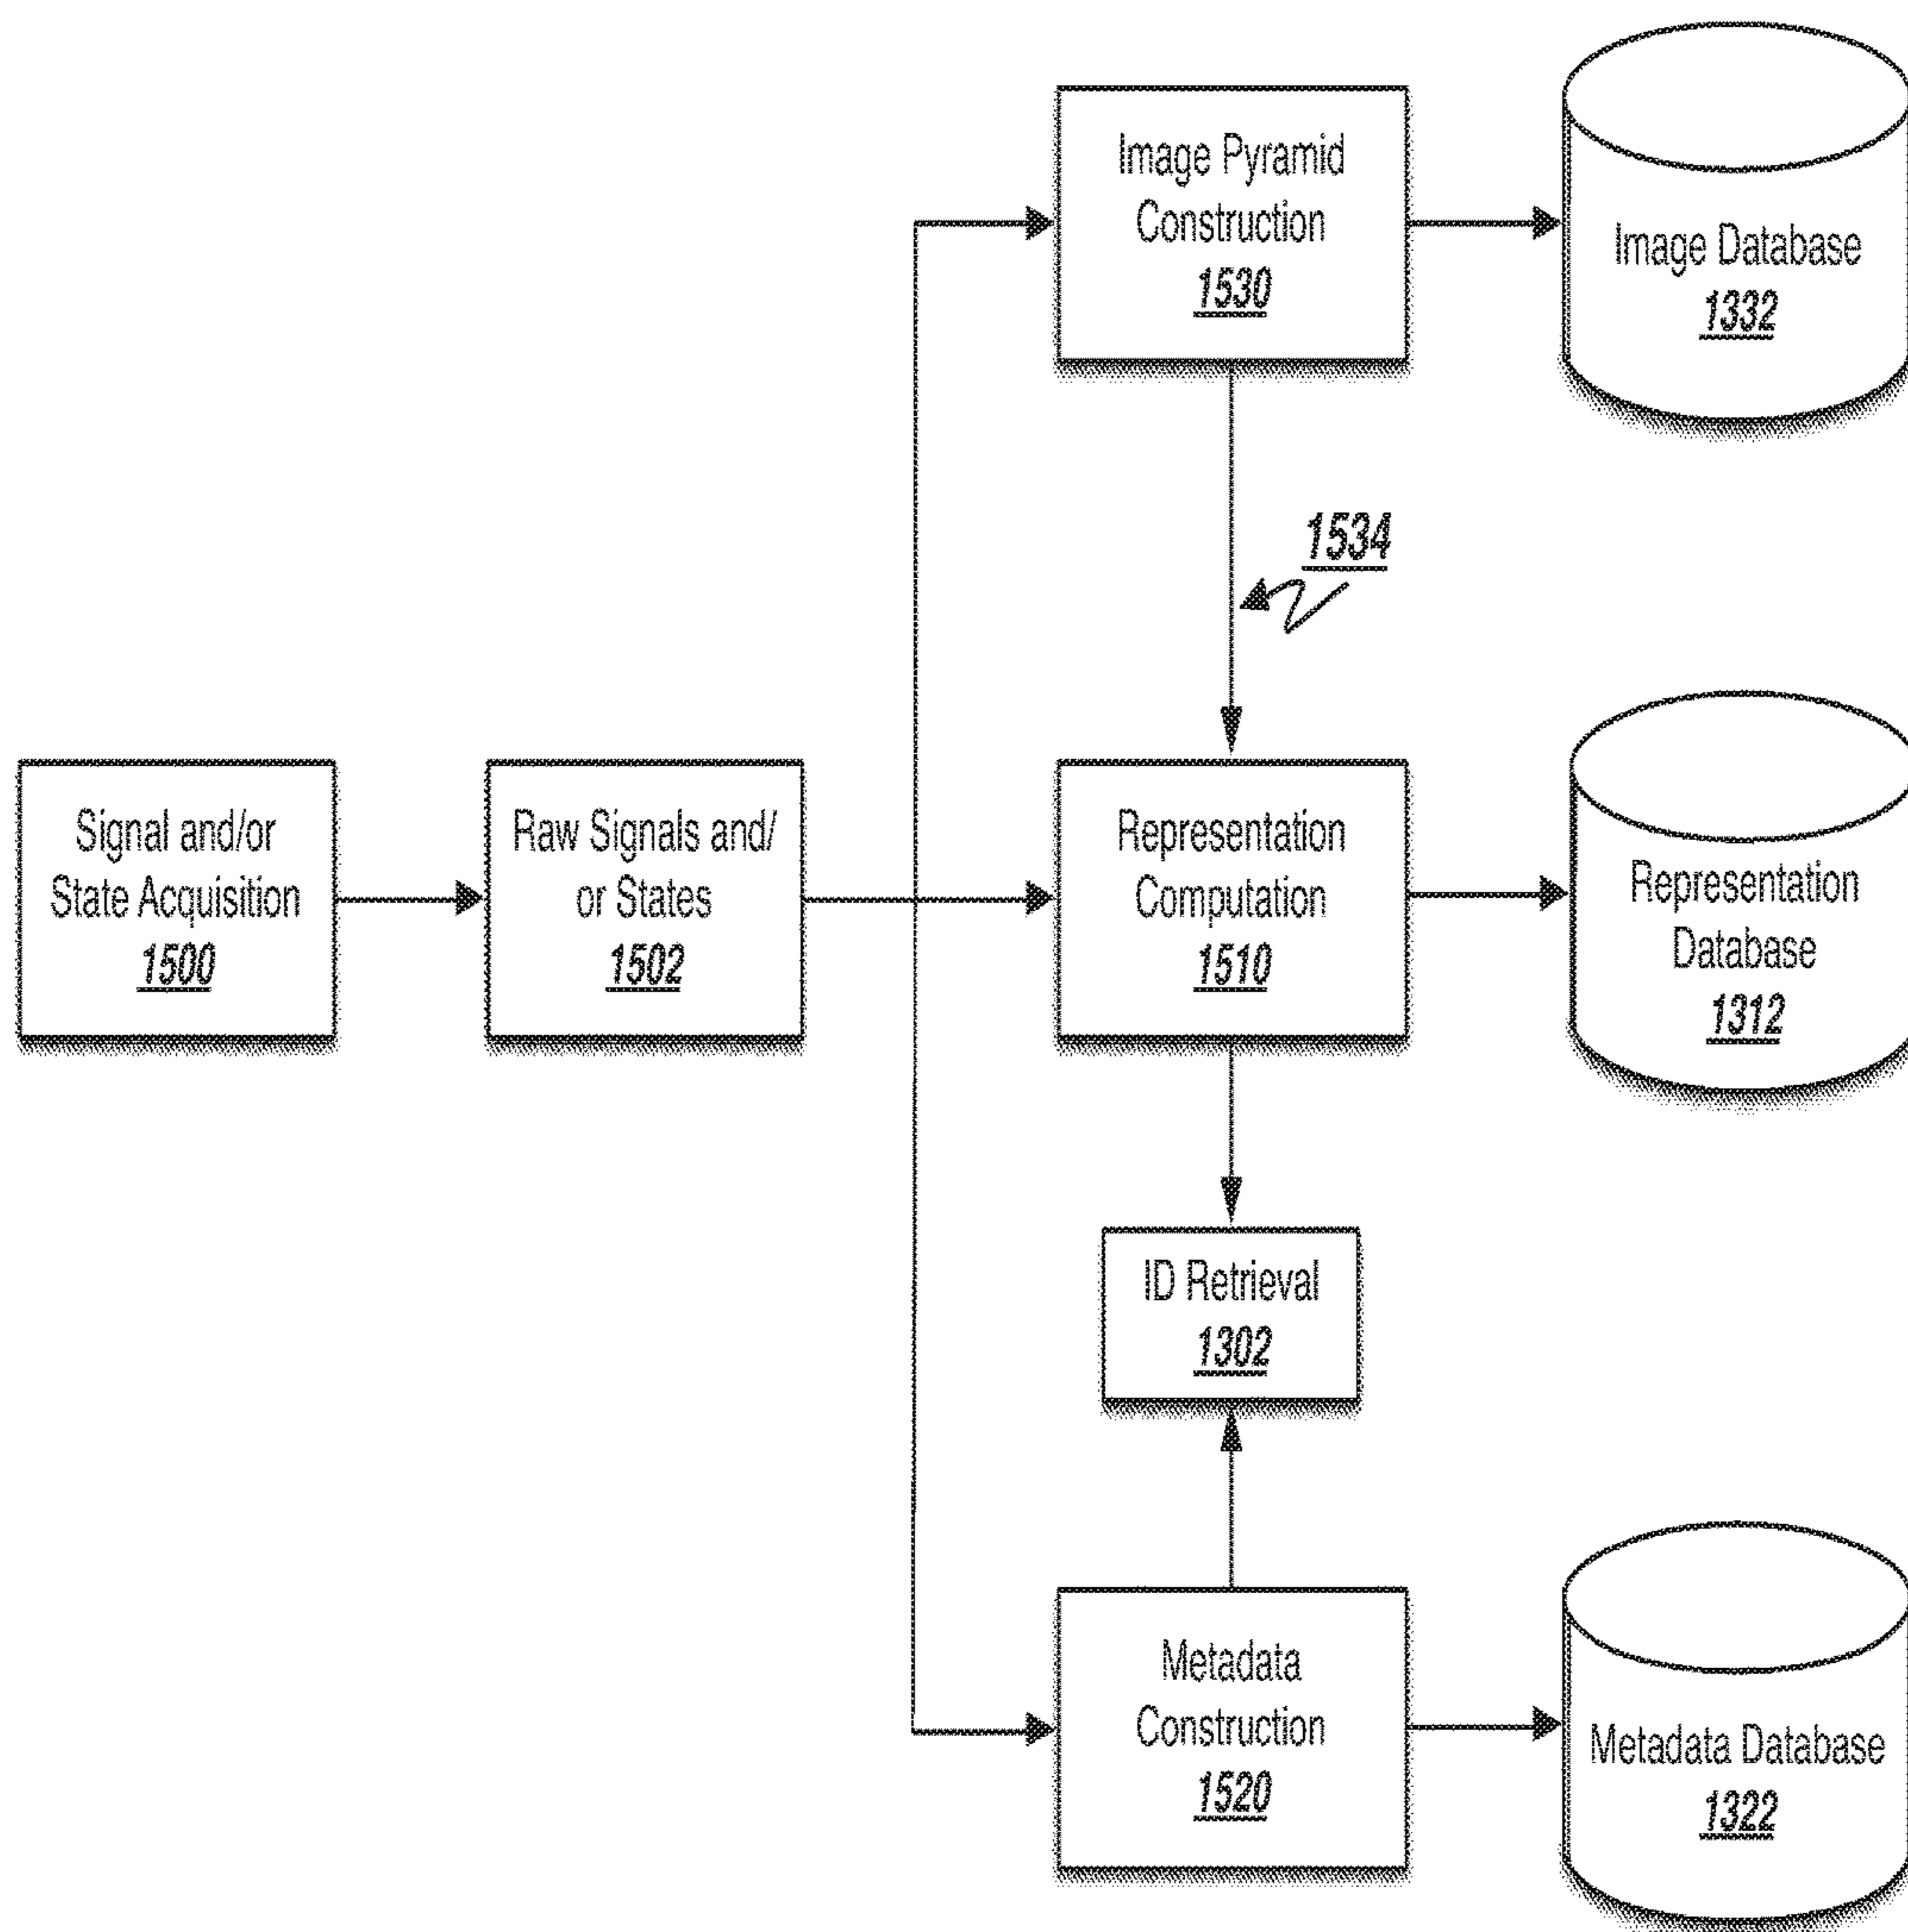 Image Pyramid
Construction
1530
Image Database
1332
1534
Signal and/or
State Acquisition
1500
Raw Signals and/
or States
1502
Representation
Computation
1510
Representation
Database
1312
ID Retrieval
1302
Metadata
Construction
1520
Metadata Database
1322